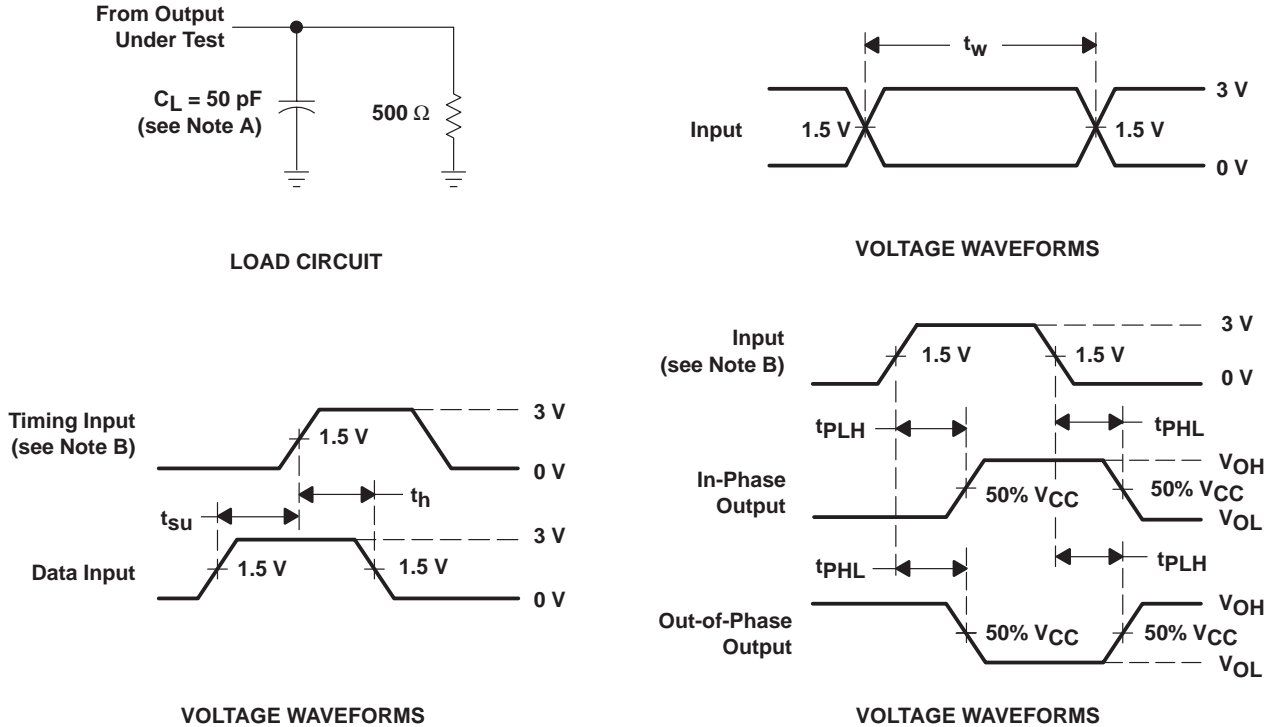 From Output
Under Test
CL = 50 pF
(see Note A)
500 Ω
LOAD CIRCUIT
tw
Input
1.5 V
1.5 V
3 V
0 V
VOLTAGE WAVEFORMS
Timing Input
(see Note B)
1.5 V
3 V
0 V
th
tsu
Data Input
1.5 V
1.5 V
3 V
0 V
VOLTAGE WAVEFORMS
Input
(see Note B)
1.5 V
1.5 V
3 V
0 V
tPLH
tPHL
In-Phase
Output
50% VCC
50% VCC
VOH
VOL
tPHL
tPLH
Out-of-Phase
Output
50% VCC
50% VCC
VOH
VOL
VOLTAGE WAVEFORMS